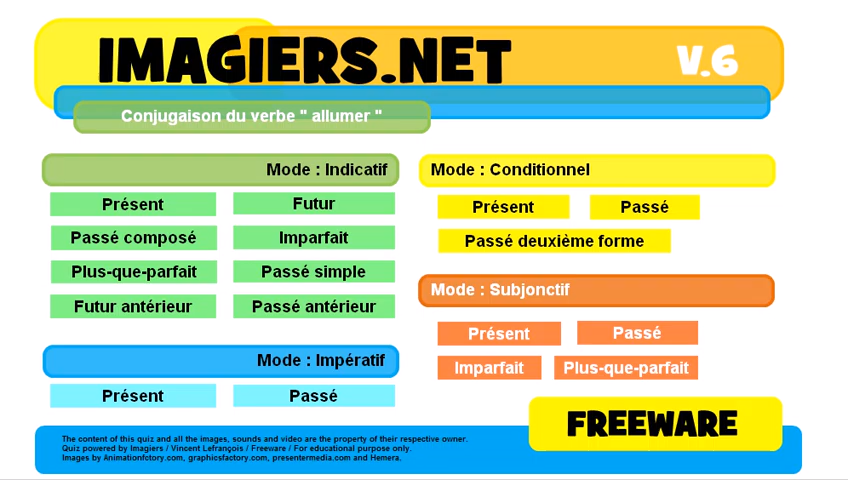 IMAGIERS.NET
V.6
Conjugaison du verbe " allumer "
Mode : Indicatif
Présent
Futur
Passé composé
Imparfait
Plus-que-parfait
Passé simple
Futur antérieur
Passé antérieur
Mode : Impératif
Présent
Passé
Mode : Conditionnel
Présent
Passé
Passé deuxième forme
Mode : Subjonctif
Présent
Passé
Imparfait
Plus-que-parfait
FREEWARE
The content of this quiz and all the images, sounds and video are the property of their respective owner.
Quiz powered by Imagiers / Vincent Lefrançois / Freeware / For educational purpose only.
Images by Animationfctory.com, graphicsfactory.com, presentermedia.com and Hemera.